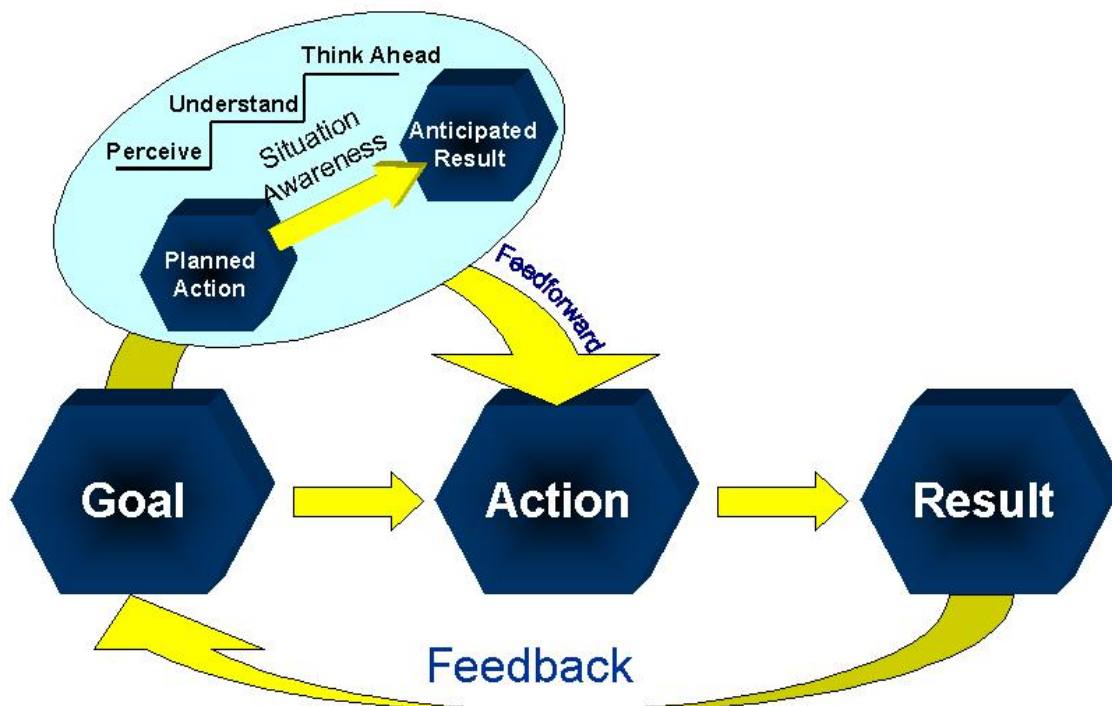 Think Ahead
Understand
Perceive
Situation
Awareness
Anticipated
Result
Planned
Action
Feedforward
Goal
Action
Result
Feedback